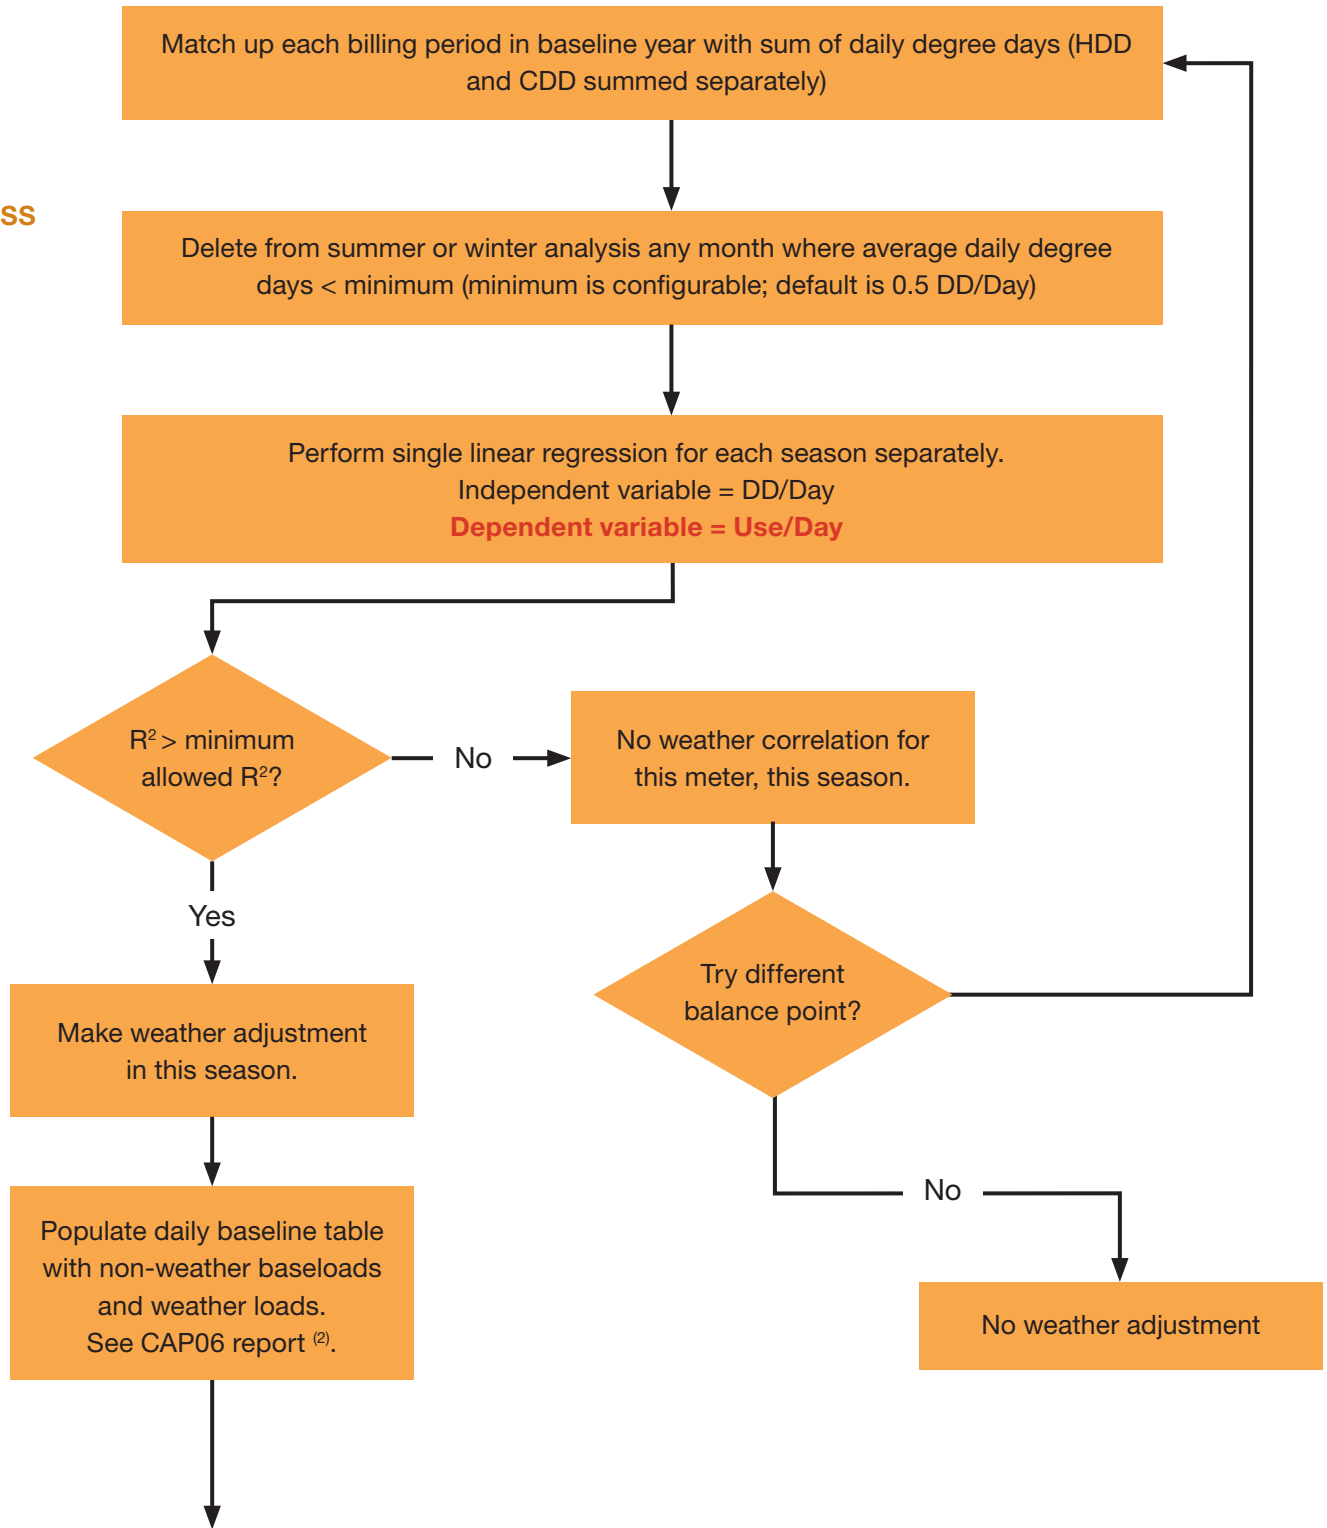 Match up each billing period in baseline year with sum of daily degree days (HDD
and CDD summed separately)
ss
Delete from summer or winter analysis any month where average daily degree
days < minimum (minimum is configurable; default is 0.5 DD/Day)
Perform single linear regression for each season separately.
Independent variable = DD/Day
Dependent variable = Use/Day
R² > minimum
allowed R²?
No
No weather correlation for
this meter, this season.
Yes
Try different
balance point?
Make weather adjustment
in this season.
No
Populate daily baseline table
with non-weather baseloads
and weather loads.
See CAP06 report (2).
No weather adjustment